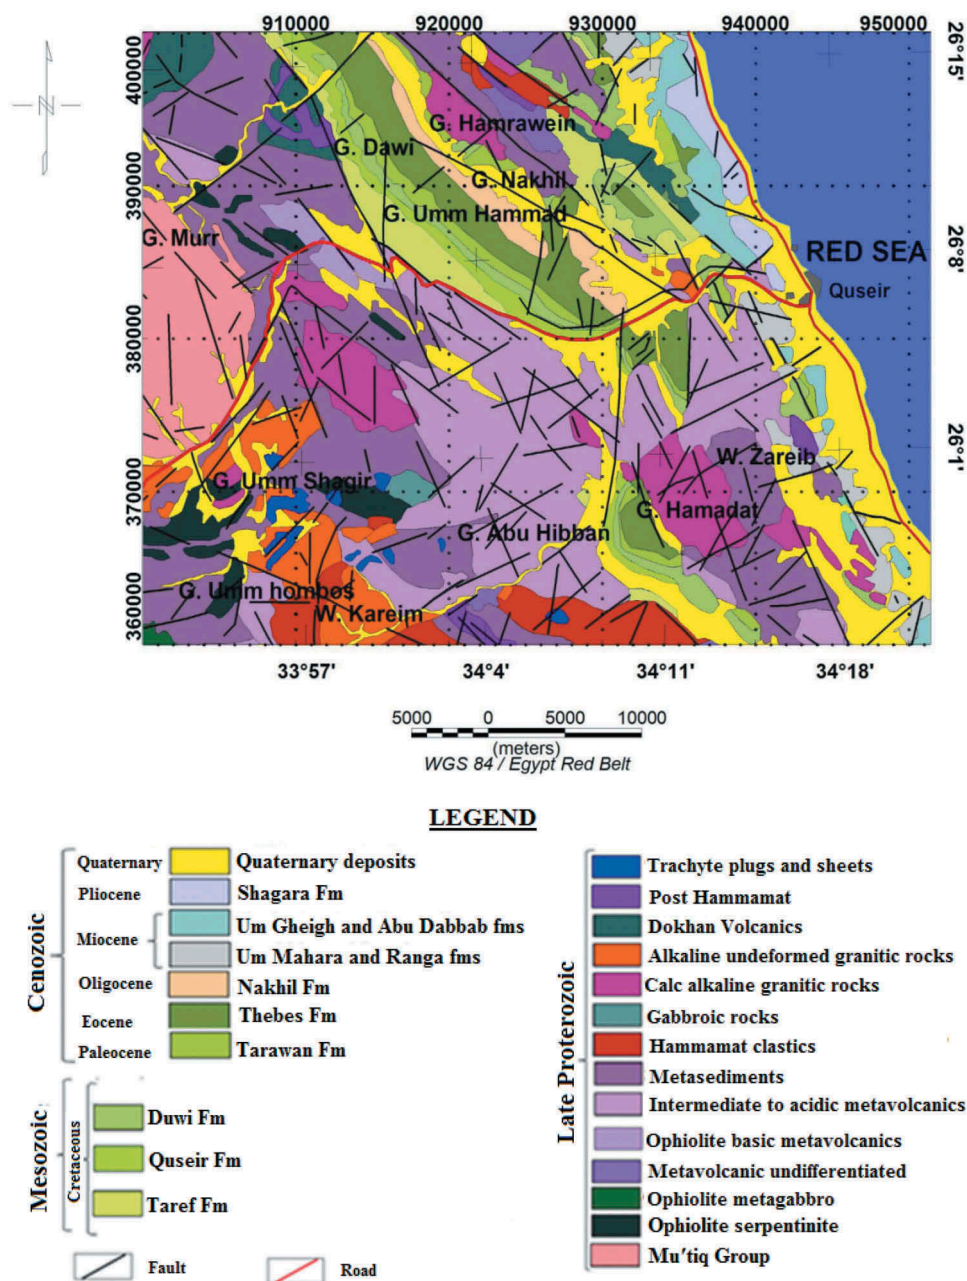 910000 920000 930000 940000 950000
400000
390000
380000
370000
360000
26°15'
26°8'
26°1'
N
G. Hamrawein
G. Dawi
G. Nakhil
G. Umm Hammad
G. Murr
RED SEA
Quseir
W. Zareib
G. Umm Shagir
G. Hamadat
G. Abu Hibban
G. Umm hombos
W. Kareim
33°57' 34°4' 34°11' 34°18'
5000 0 5000 10000
(meters)
WGS 84 / Egypt Red Belt
LEGEND
Cenozoic
Quaternary Quaternary deposits
Pliocene Shagara Fm
Miocene Um Gheigh and Abu Dabbab fms
Um Mahara and Ranga fms
Oligocene Nakhil Fm
Eocene Thebes Fm
Paleocene Tarawan Fm
Mesozoic
Cretaceous
Duwi Fm
Quseir Fm
Taref Fm
Fault Road
Late Proterozoic
Trachyte plugs and sheets
Post Hammamat
Dokhan Volcanics
Alkaline undeformed granitic rocks
Calc alkaline granitic rocks
Gabbroic rocks
Hammamat clastics
Metasediments
Intermediate to acidic metavolcanics
Ophiolite basic metavolcanics
Metavolcanic undifferentiated
Ophiolite metagabbro
Ophiolite serpentinite
Mu'tiq Group